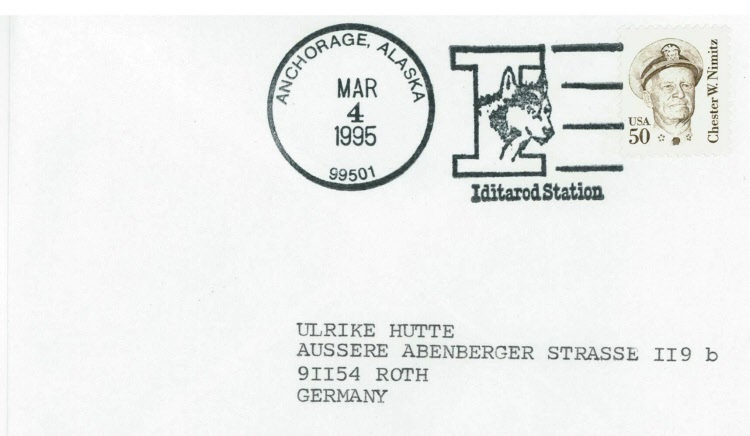 ANCHORAGE, ALASKA
MAR
4
1995
99501
Iditarod Station
USA
50
Chester W. Nimitz
ULRIKE HUTTE
AUSSERE ABENBERGER STRASSE II9 b
9II54 ROTH
GERMANY